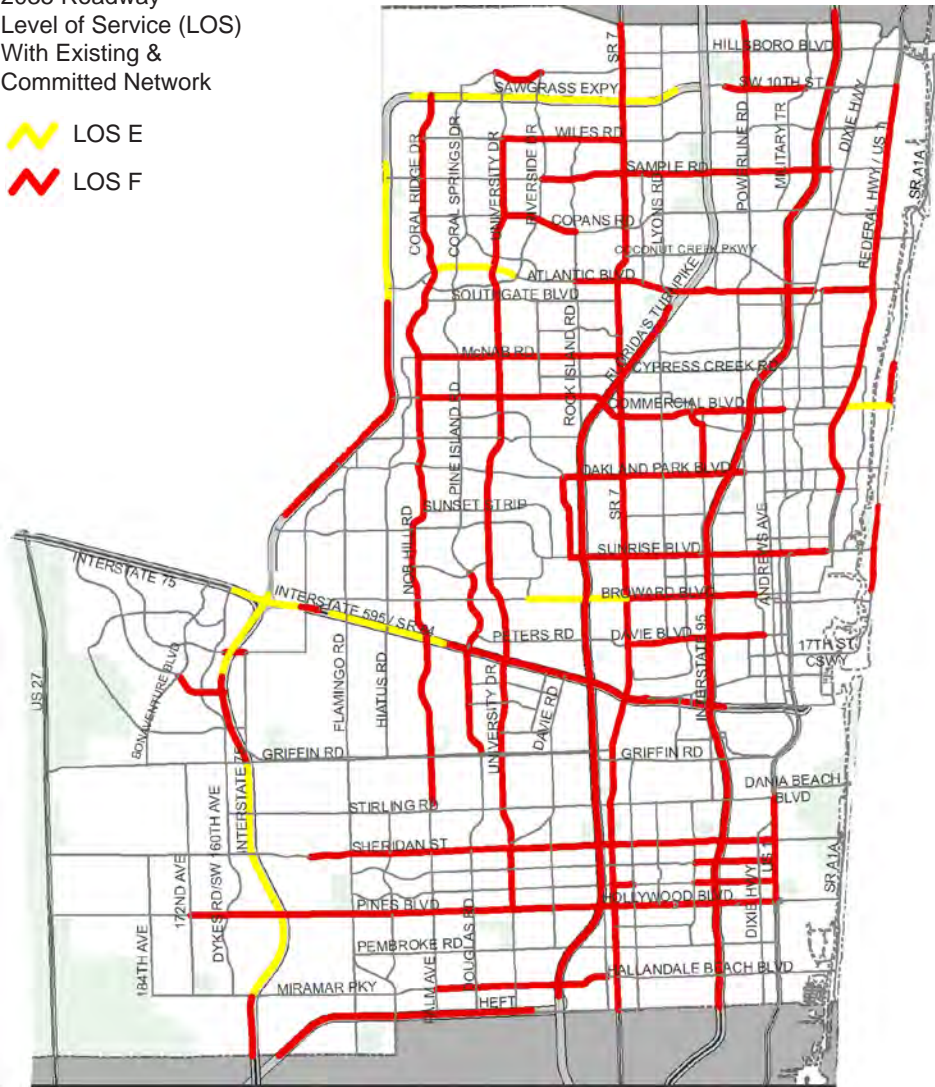 Level of Service (LOS)
With Existing &
Committed Network
LOS E
LOS F
SR 7
HILLSBORO BLVD
SAWGRASS EXPY
SW 10TH ST
DIXIE HWY
CORAL RIDGE DR
CORAL SPRINGS DR
UNIVERSITY DR
RIVERSIDE DR
WILES RD
SAMPLE RD
POWERLINE RD
MILITARY TR
FEDERAL HWY / US 1
SR A1A
LYONS RD
COPANS RD
COCONUT CREEK PKWY
ATLANTIC BLVD
SOUTHGATE BLVD
FLORIDA'S TURNPIKE
ROCK ISLAND RD
McNAB RD
CYPRESS CREEK RD
PINE ISLAND RD
COMMERCIAL BLVD
OAKLAND PARK BLVD
SUNSET STRIP
SR 7
NOB HILL RD
SUNRISE BLVD
ANDREWS AVE
INTERSTATE 75
INTERSTATE 595 / SR 84
BROWARD BLVD
PETERS RD
DAVIE BLVD
INTERSTATE 95
17TH ST
CSWY
US 27
BONAVENTURE BLVD
FLAMINGO RD
HIATUS RD
UNIVERSITY DR
DAVIE RD
GRIFFIN RD
GRIFFIN RD
INTERSTATE 75
DANIA BEACH
BLVD
STIRLING RD
DYKES RD/SW 160TH AVE
SHERIDAN ST
172ND AVE
US 1
SR A1A
PINES BLVD
HOLLYWOOD BLVD
DIXIE HWY
184TH AVE
PEMBROKE RD
DOUGLAS RD
PALM AVE
HALLANDALE BEACH BLVD
MIRAMAR PKY
HEFT